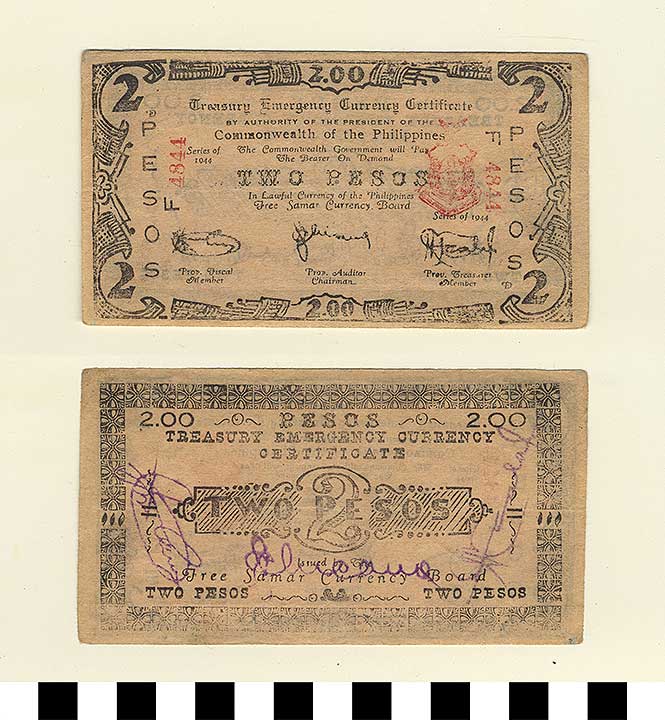 2 2.00 2
Treasury Emergency Currency Certificate
BY AUTHORITY OF THE PRESIDENT OF THE
Commonwealth of the Philippines
Series of
1944
The Commonwealth Government will Pay
The Bearer On Demand
TWO PESOS
In Lawful Currency of the Philippines
Free Samar Currency Board
Series of 1944
PESOS
F 4841
F 4844
PESOS
Prov. Fiscal
Member
Prov. Auditor
Chairman
Prov. Treasurer
Member
D
2 2.00 2
2.00 PESOS 2.00
TREASURY EMERGENCY CURRENCY
CERTIFICATE
2
TWO PESOS
Issued by the
Free Samar Currency Board
TWO PESOS TWO PESOS